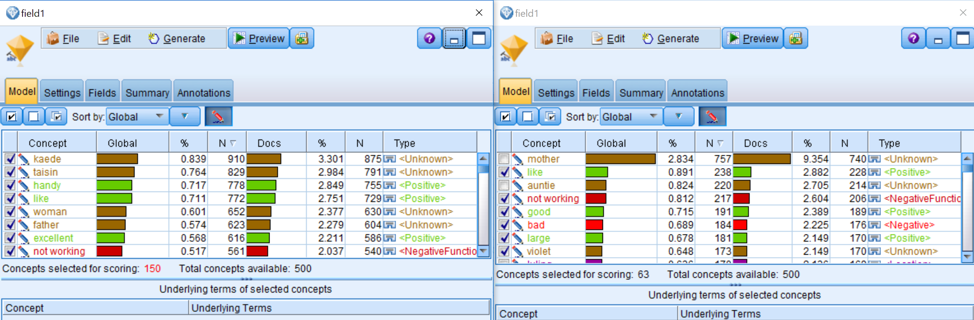 field1
File Edit Generate Preview
Model Settings Fields Summary Annotations
Sort by: Global
Concept Global % N Docs % N Type
kaede 0.839 910 3.301 875 <Unknown>
taisin 0.764 829 2.984 791 <Unknown>
handy 0.717 778 2.849 755 <Positive>
like 0.711 772 2.751 729 <Positive>
woman 0.601 652 2.377 630 <Unknown>
father 0.574 623 2.279 604 <Unknown>
excellent 0.568 616 2.211 586 <Positive>
not working 0.517 561 2.037 540 <NegativeFunctio
Concepts selected for scoring: 150 Total concepts available: 500
Underlying terms of selected concepts
Concept Underlying Terms
field1
File Edit Generate Preview
Model Settings Fields Summary Annotations
Sort by: Global
Concept Global % N Docs % N Type
mother 2.834 757 9.354 740 <Unknown>
like 0.891 238 2.882 228 <Positive>
auntie 0.824 220 2.705 214 <Unknown>
not working 0.812 217 2.604 206 <NegativeFunctio
good 0.715 191 2.389 189 <Positive>
bad 0.689 184 2.225 176 <Negative>
large 0.678 181 2.149 170 <Positive>
violet 0.648 173 2.149 170 <Unknown>
Concepts selected for scoring: 63 Total concepts available: 500
Underlying terms of selected concepts
Concept Underlying Terms